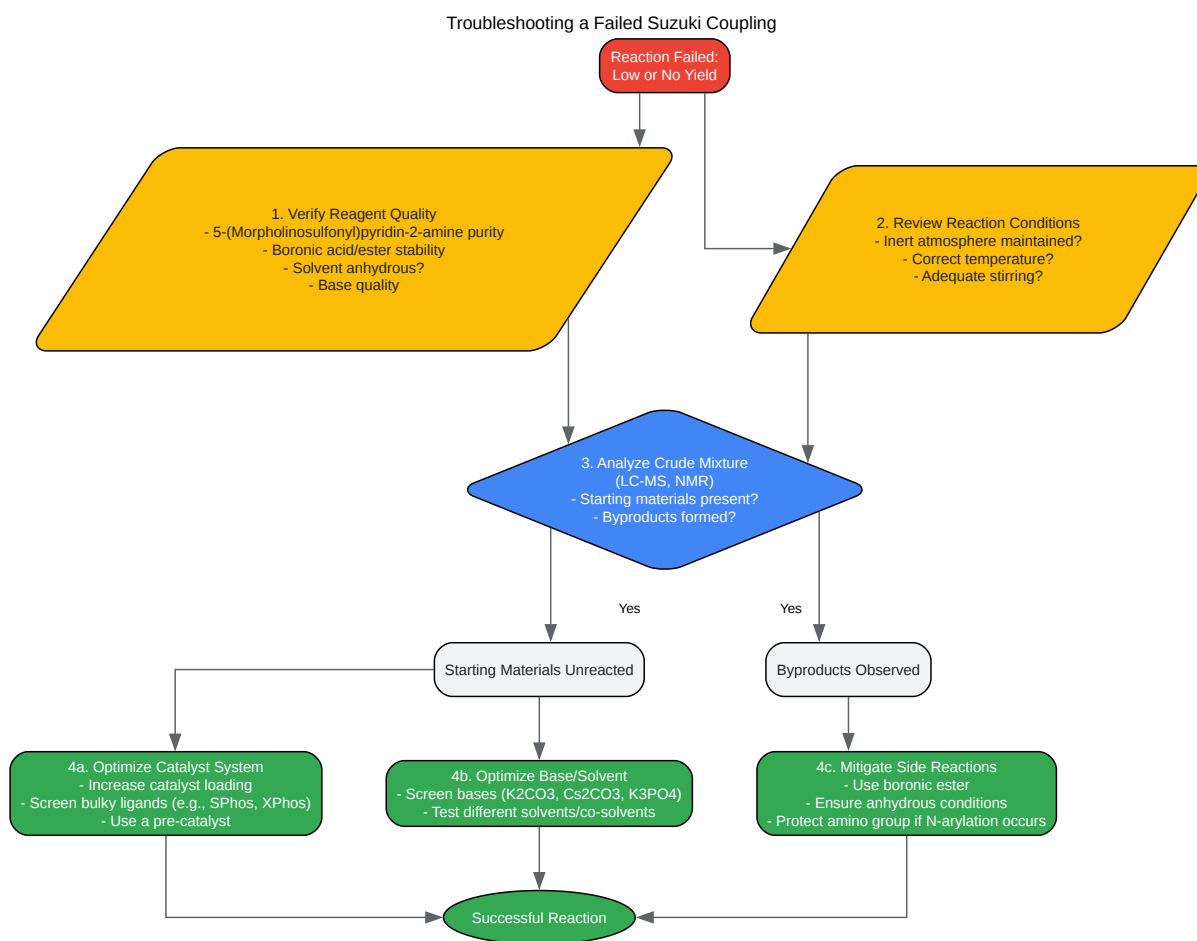 Troubleshooting a Failed Suzuki Coupling
Reaction Failed:
Low or No Yield
1. Verify Reagent Quality
- 5-(Morpholinosulfonyl)pyridin-2-amine purity
- Boronic acid/ester stability
- Solvent anhydrous?
- Base quality
2. Review Reaction Conditions
- Inert atmosphere maintained?
- Correct temperature?
- Adequate stirring?
3. Analyze Crude Mixture
(LC-MS, NMR)
- Starting materials present?
- Byproducts formed?
Yes
Yes
Starting Materials Unreacted
Byproducts Observed
4a. Optimize Catalyst System
- Increase catalyst loading
- Screen bulky ligands (e.g., SPhos, XPhos)
- Use a pre-catalyst
4b. Optimize Base/Solvent
- Screen bases (K2CO3, Cs2CO3, K3PO4)
- Test different solvents/co-solvents
4c. Mitigate Side Reactions
- Use boronic ester
- Ensure anhydrous conditions
- Protect amino group if N-arylation occurs
Successful Reaction